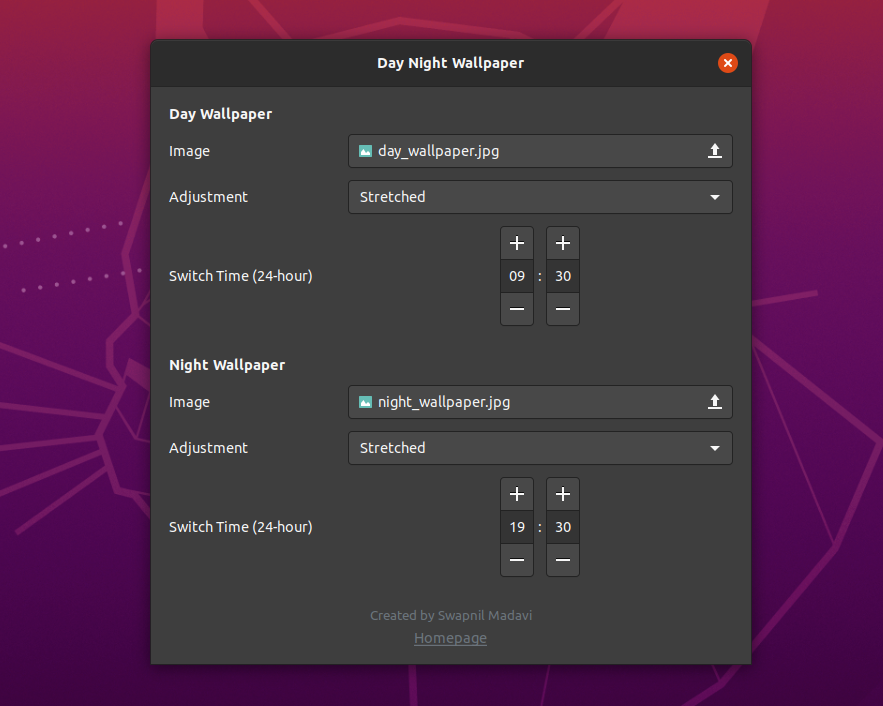 Day Night Wallpaper
Day Wallpaper
Image day_wallpaper.jpg
Adjustment Stretched
Switch Time (24-hour) 09 : 30
Night Wallpaper
Image night_wallpaper.jpg
Adjustment Stretched
Switch Time (24-hour) 19 : 30
Created by Swapnil Madavi
Homepage